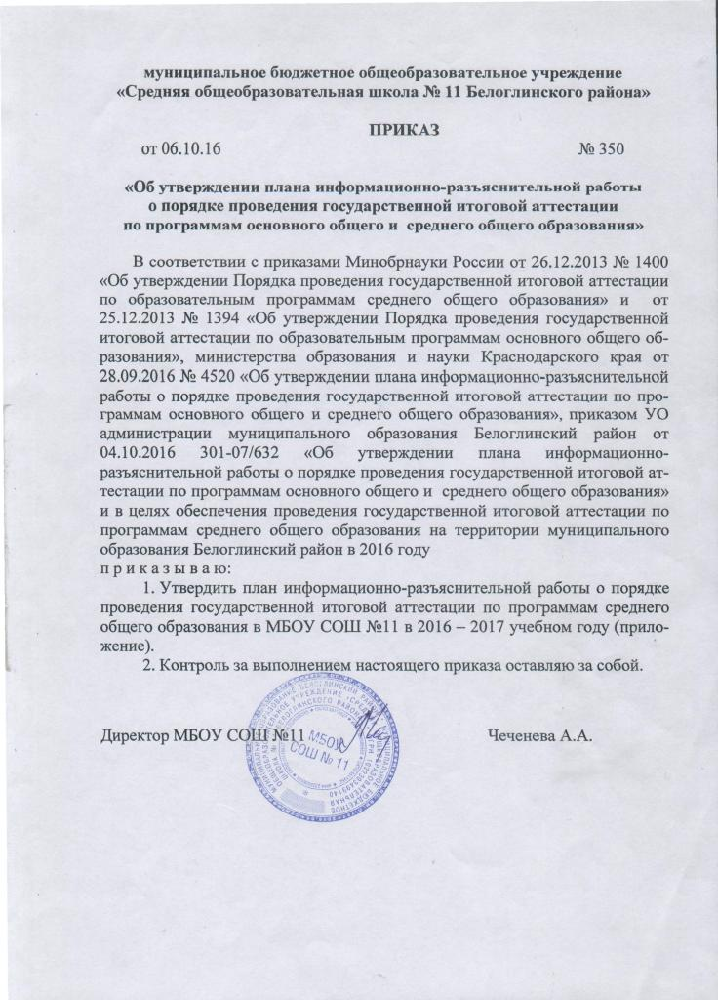 муниципальное бюджетное общеобразовательное учреждение
«Средняя общеобразовательная школа № 11 Белоглинского района»
ПРИКАЗ
от 06.10.16 № 350
«Об утверждении плана информационно-разъяснительной работы
о порядке проведения государственной итоговой аттестации
по программам основного общего и среднего общего образования»
В соответствии с приказами Минобрнауки России от 26.12.2013 № 1400
«Об утверждении Порядка проведения государственной итоговой аттестации
по образовательным программам среднего общего образования» и от
25.12.2013 № 1394 «Об утверждении Порядка проведения государственной
итоговой аттестации по образовательным программам основного общего об-
разования», министерства образования и науки Краснодарского края от
28.09.2016 № 4520 «Об утверждении плана информационно-разъяснительной
работы о порядке проведения государственной итоговой аттестации по про-
граммам основного общего и среднего общего образования», приказом УО
администрации муниципального образования Белоглинский район от
04.10.2016 301-07/632 «Об утверждении плана информационно-
разъяснительной работы о порядке проведения государственной итоговой ат-
тестации по программам основного общего и среднего общего образования»
и в целях обеспечения проведения государственной итоговой аттестации по
программам среднего общего образования на территории муниципального
образования Белоглинский район в 2016 году
п р и к а з ы в а ю:
1. Утвердить план информационно-разъяснительной работы о порядке
проведения государственной итоговой аттестации по программам среднего
общего образования в МБОУ СОШ №11 в 2016 – 2017 учебном году (прило-
жение).
2. Контроль за выполнением настоящего приказа оставляю за собой.
Директор МБОУ СОШ №11 Чеченева А.А.
МБОУ
СОШ № 11